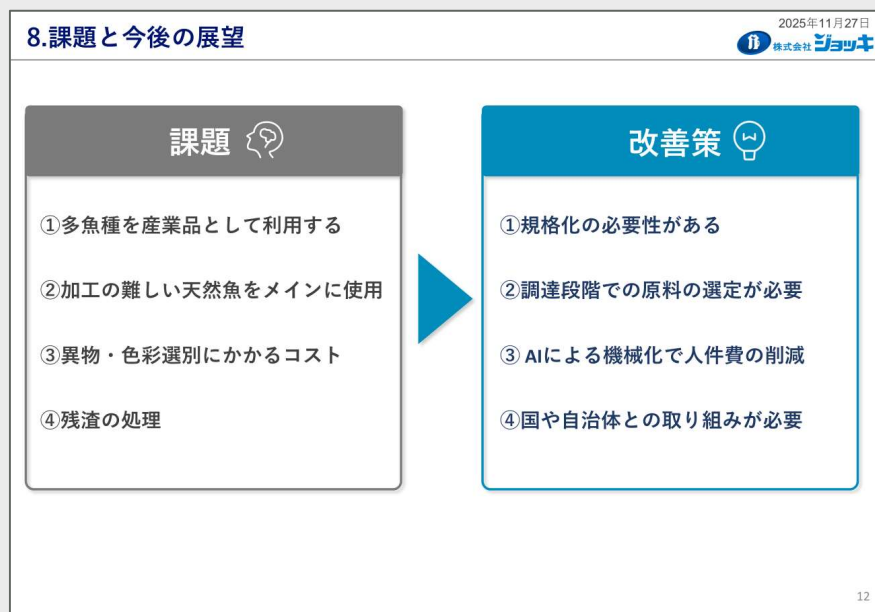 8.課題と今後の展望
2025年11月27日
株式会社ジョッキ
課題
①多魚種を産業品として利用する
②加工の難しい天然魚をメインに使用
③異物・色彩選別にかかるコスト
④残渣の処理
改善策
①規格化の必要性がある
②調達段階での原料の選定が必要
③ AIによる機械化で人件費の削減
④国や自治体との取り組みが必要
12